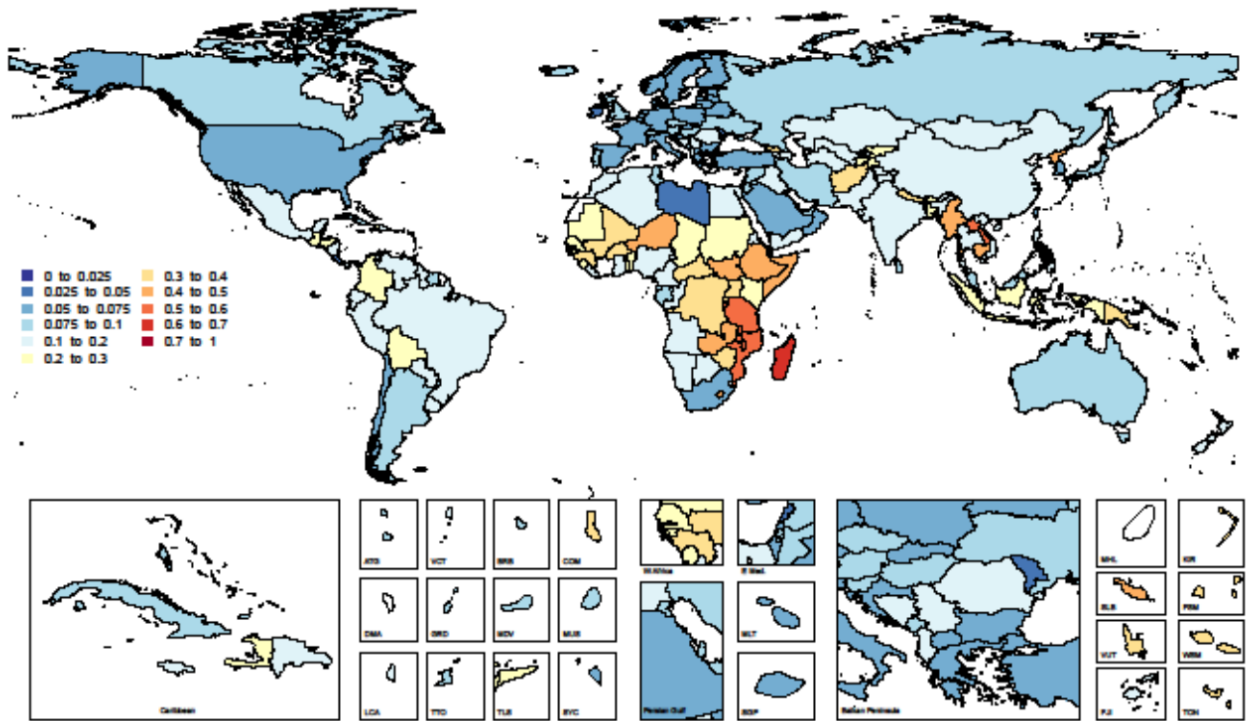 0 to 0.025
0.025 to 0.05
0.05 to 0.075
0.075 to 0.1
0.1 to 0.2
0.2 to 0.3
0.3 to 0.4
0.4 to 0.5
0.5 to 0.6
0.6 to 0.7
0.7 to 1
Caribbean
ATG
VCT
BRB
COM
DMA
GRD
MDV
MUS
LCA
TTO
TLS
SYC
W Africa
E Med.
Persian Gulf
MLT
SGP
Balkan Peninsula
MHL
KIR
SLB
FSM
VUT
WSM
FJI
TON